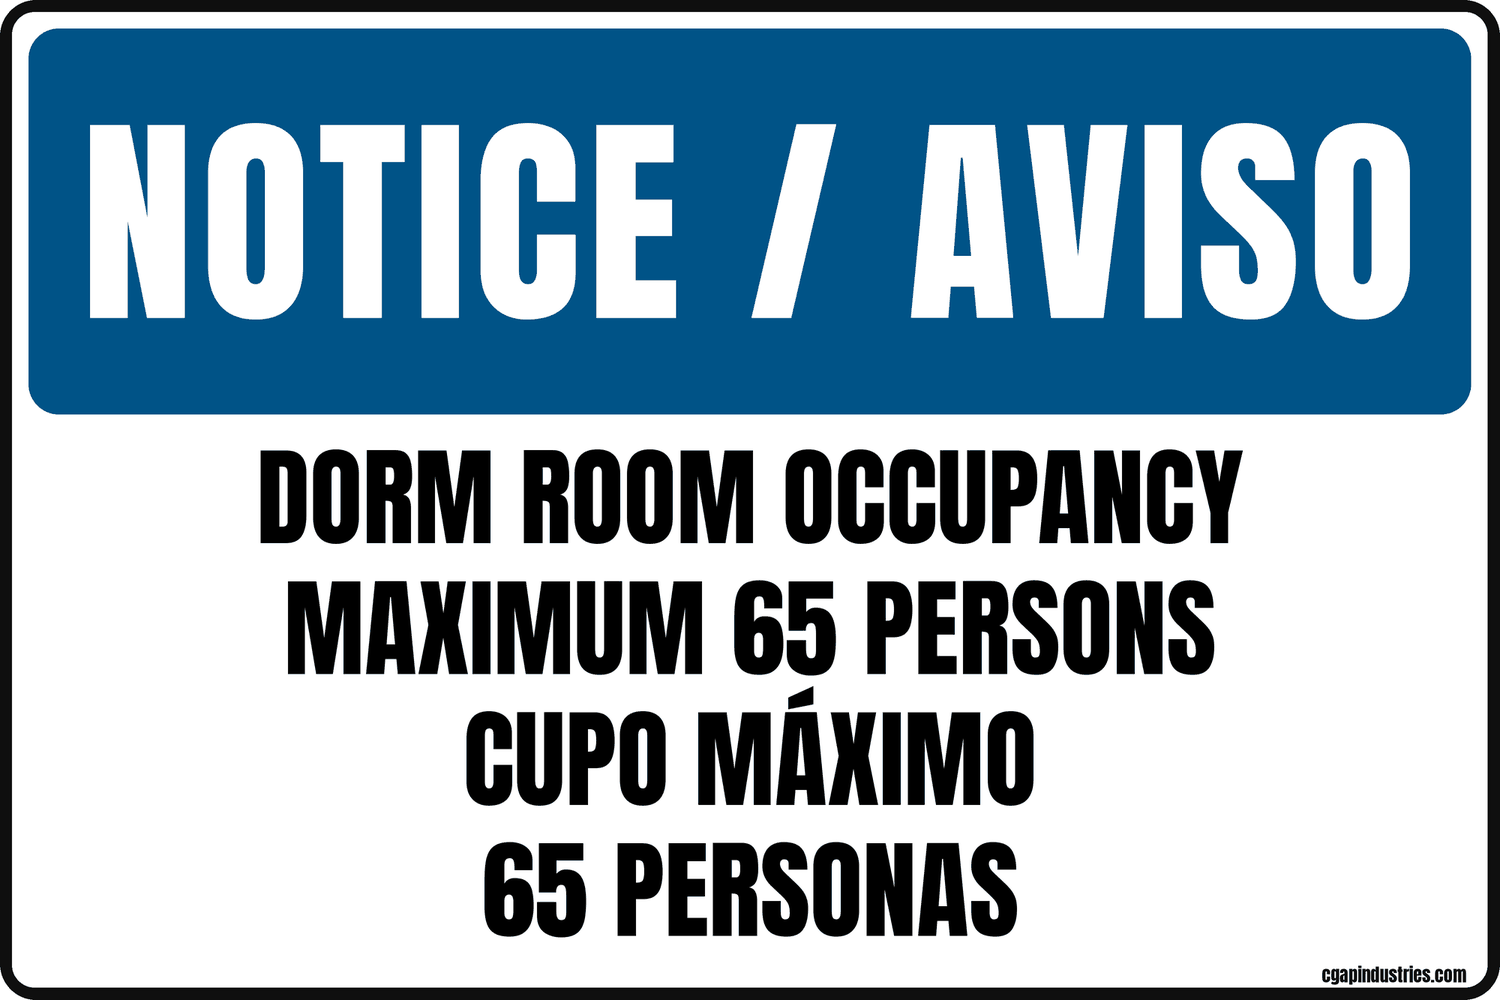 NOTICE / AVISO
DORM ROOM OCCUPANCY
MAXIMUM 65 PERSONS
CUPO MÁXIMO
65 PERSONAS
cgapindustries.com